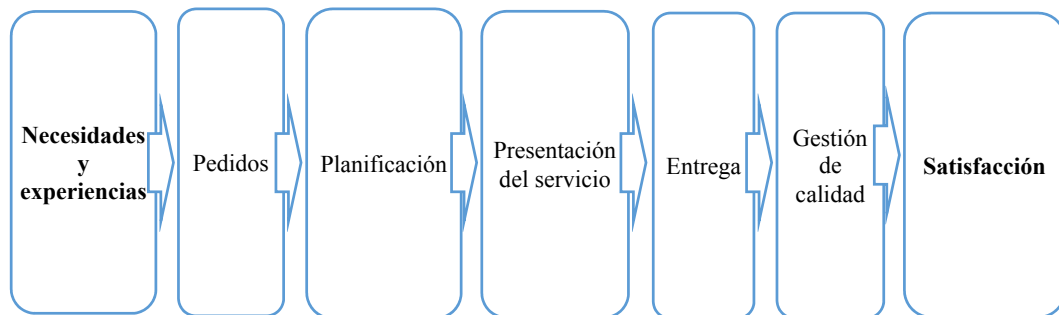 Necesidades
y
experiencias
Pedidos
Planificación
Presentación
del servicio
Entrega
Gestión
de
calidad
Satisfacción